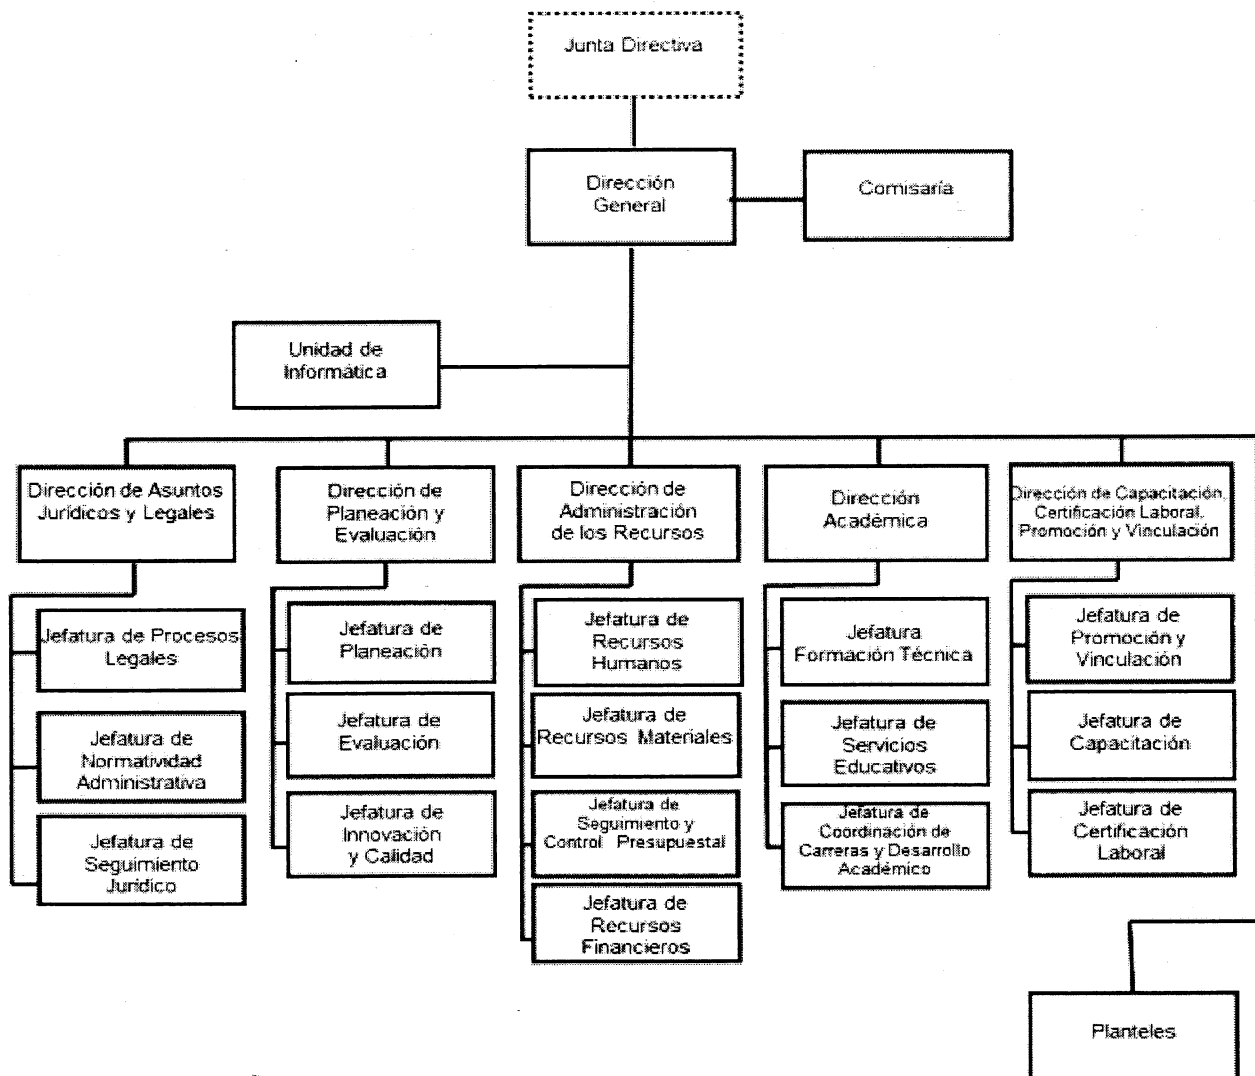 Junta Directiva
Dirección
General
Comisaría
Unidad de
Informática
Dirección de Asuntos
Jurídicos y Legales
Dirección de
Planeación y
Evaluación
Dirección de
Administración
de los Recursos
Dirección
Académica
Dirección de Capacitación,
Certificación Laboral,
Promoción y Vinculación
Jefatura de Procesos
Legales
Jefatura de
Normatividad
Administrativa
Jefatura de
Seguimiento
Jurídico
Jefatura de
Planeación
Jefatura de
Evaluación
Jefatura de
Innovación
y Calidad
Jefatura de
Recursos
Humanos
Jefatura de
Recursos Materiales
Jefatura de
Seguimiento y
Control Presupuestal
Jefatura de
Recursos
Financieros
Jefatura
Formación Técnica
Jefatura de
Servicios
Educativos
Jefatura de
Coordinación de
Carreras y Desarrollo
Académico
Jefatura de
Promoción y
Vinculación
Jefatura de
Capacitación
Jefatura de
Certificación
Laboral
Planteles